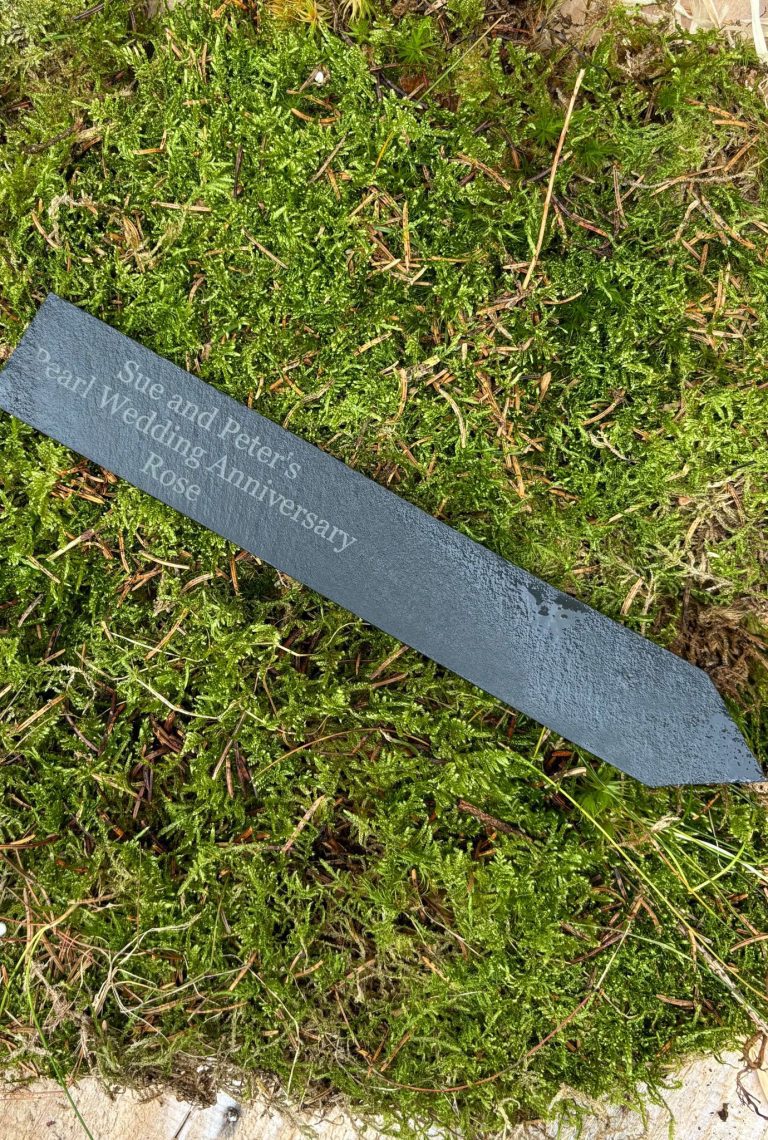 Sue and Peter's
Pearl Wedding Anniversary
Rose